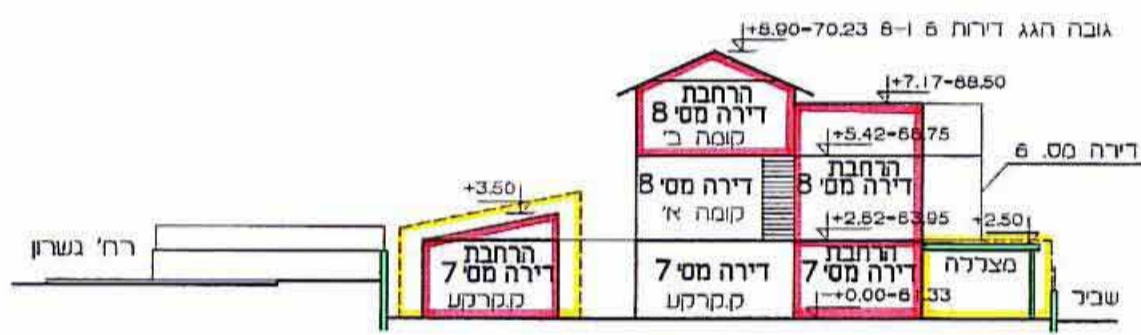 גובה הגג דירות 6 ו-8 +8.90=70.23
+7.17=68.50
הרחבת
דירה מס' 8
קומה ב'
+5.42=66.75
דירה מס. 6
+3.50
דירה מס' 8
קומה א'
הרחבת
דירה מס' 8
+2.62=63.95
+2.50
רח' גשרון
הרחבת
דירה מס' 7
ק.קרקע
דירה מס' 7
ק.קרקע
הרחבת
דירה מס' 7
+0.00=61.33
מצללה
שביל